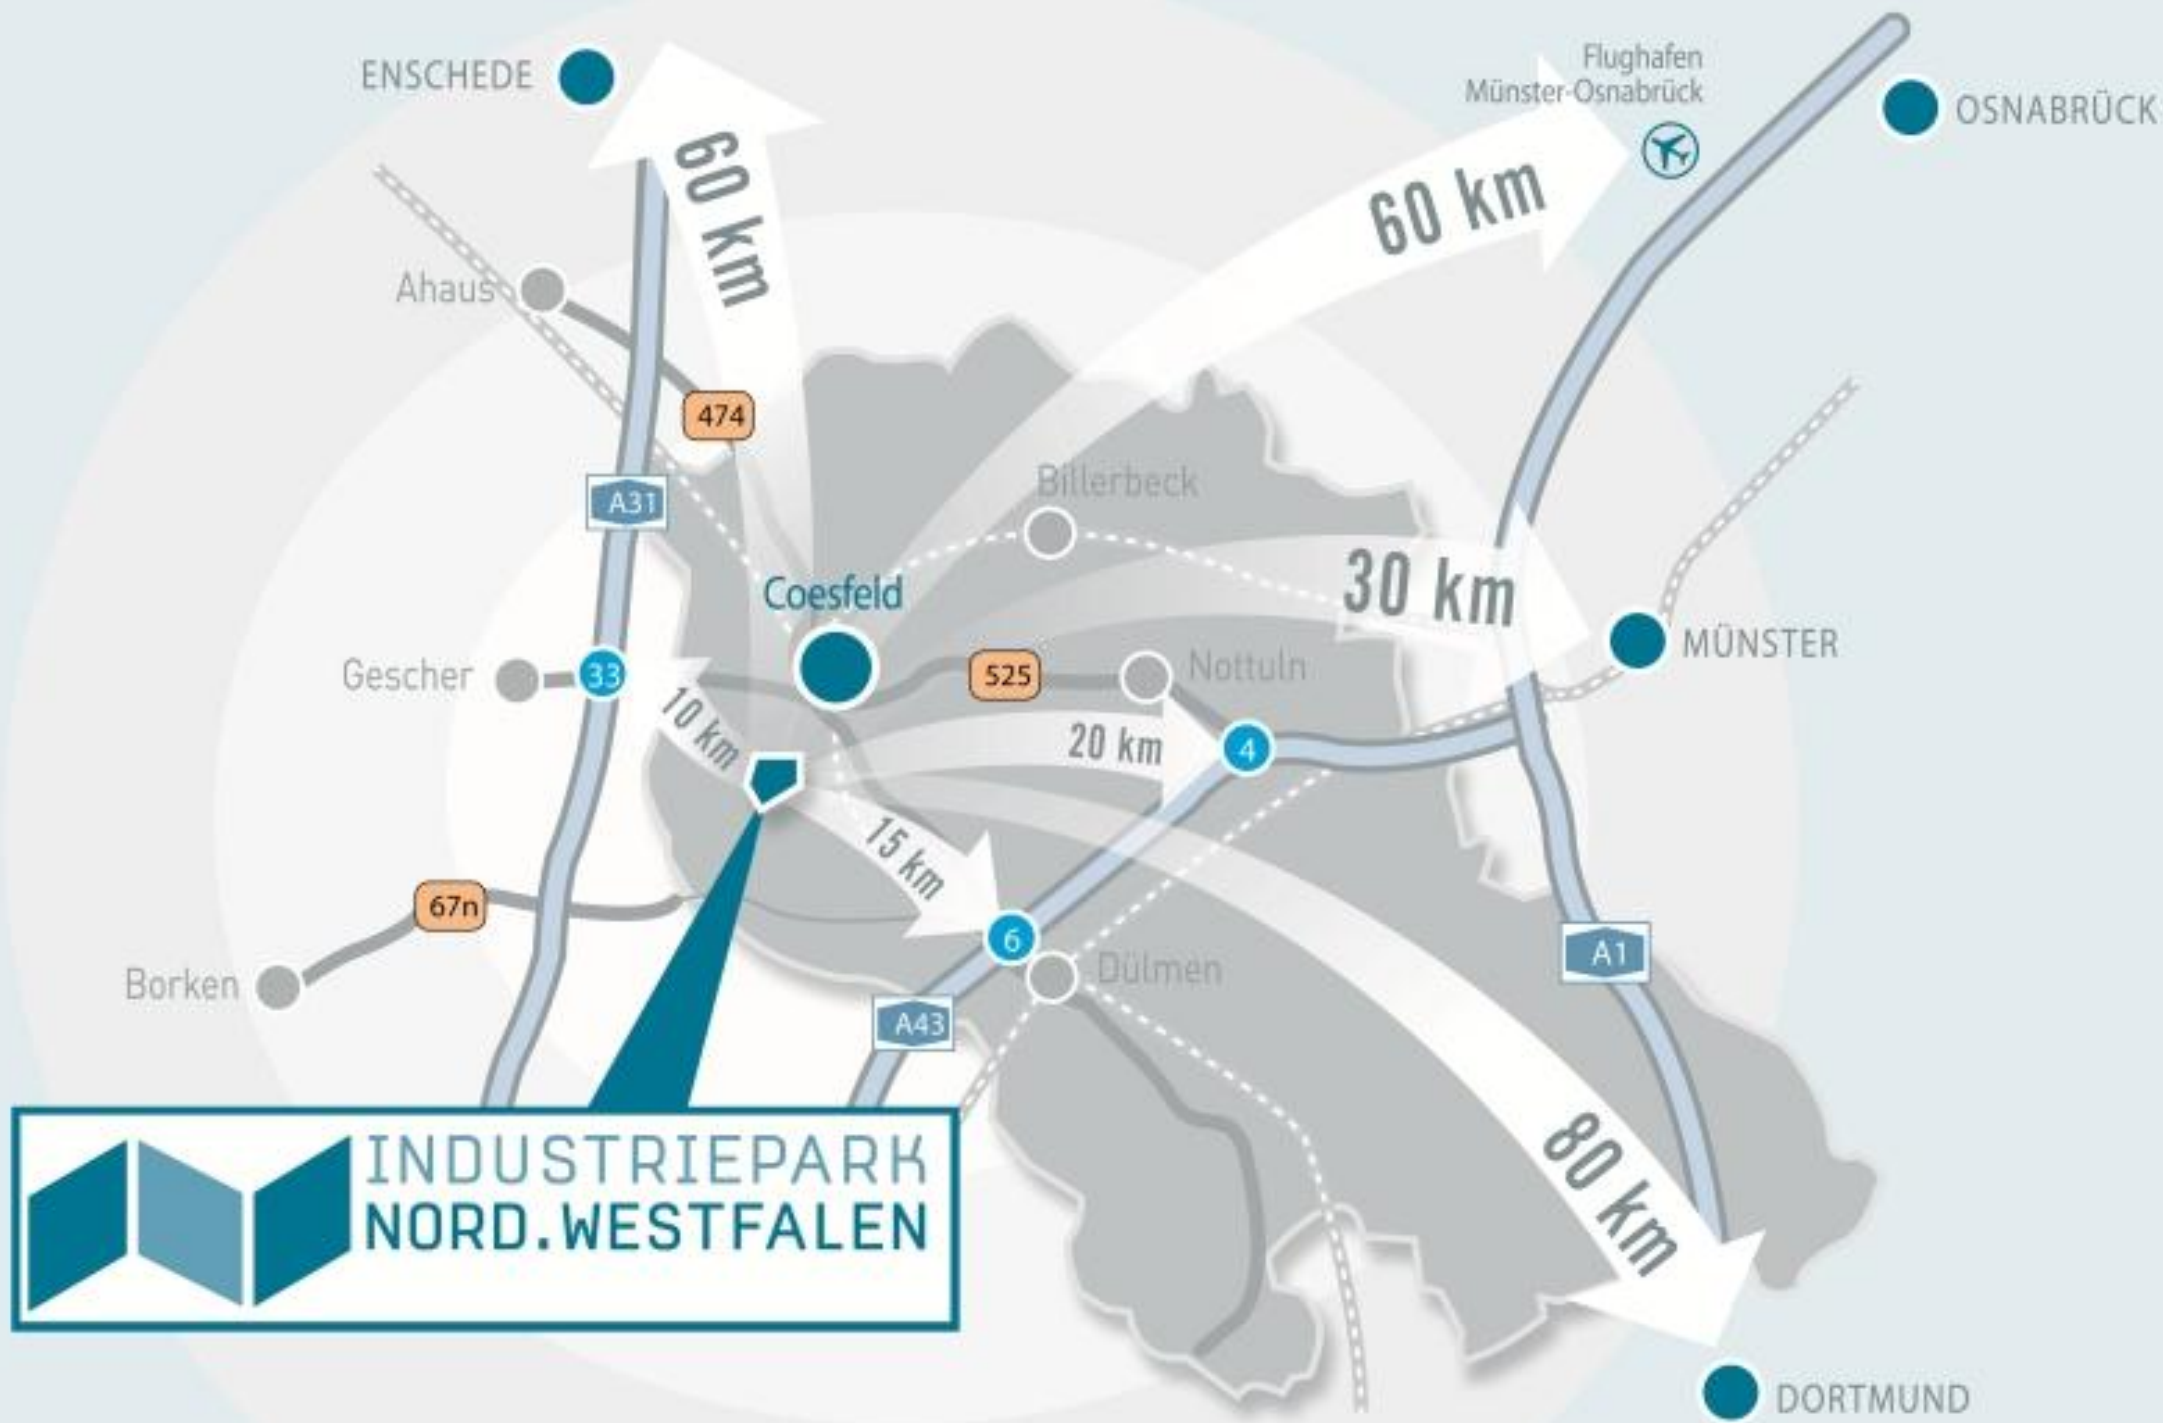 ENSCHEDE
Flughafen
Münster-Osnabrück
OSNABRÜCK
60 km
60 km
Ahaus
474
A31
Billerbeck
30 km
Coesfeld
MÜNSTER
Gescher
33
525
Nottuln
10 km
20 km
4
15 km
67n
6
A1
Borken
Dülmen
A43
80 km
INDUSTRIEPARK
NORD.WESTFALEN
DORTMUND